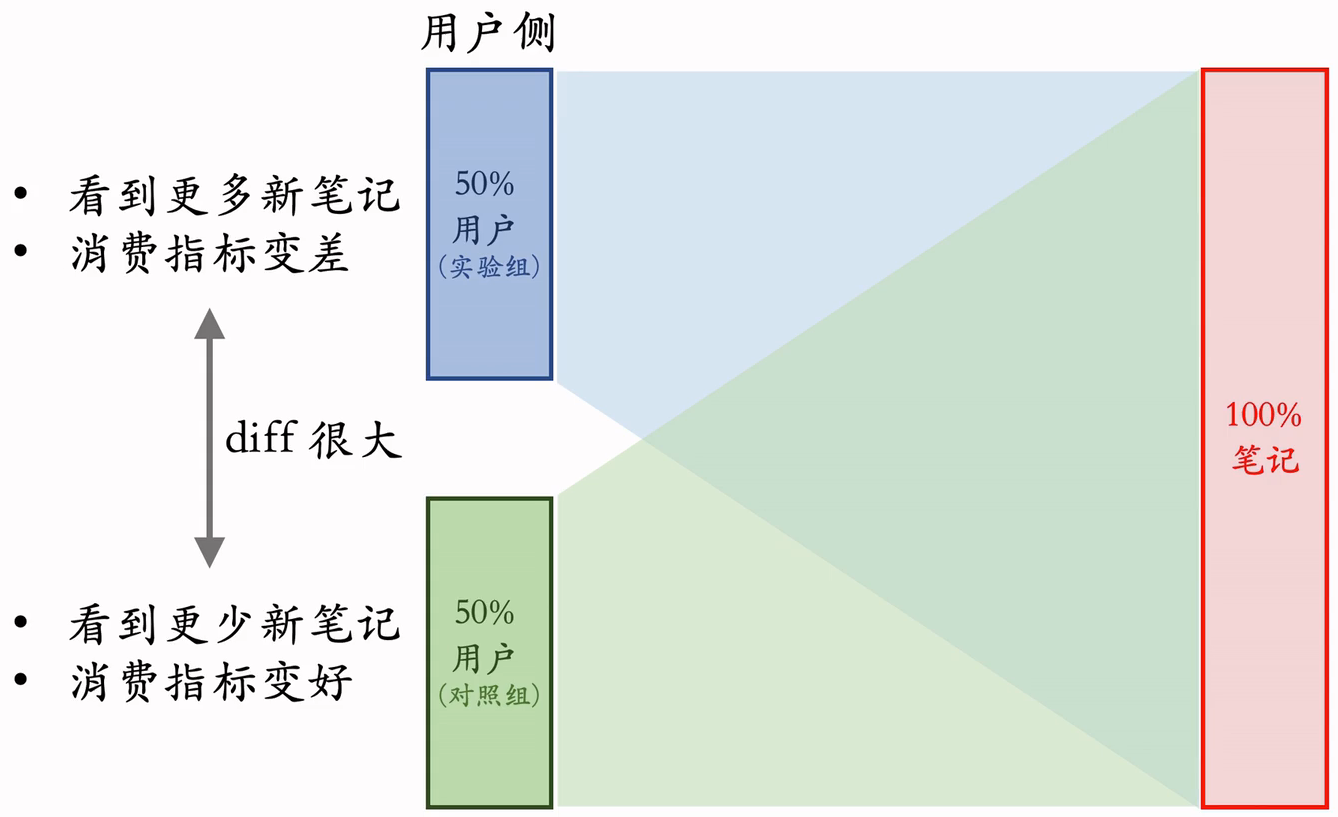 用户侧
• 看到更多新笔记
• 消费指标变差
50%
用户
(实验组)
diff 很大
100%
笔记
• 看到更少新笔记
• 消费指标变好
50%
用户
(对照组)